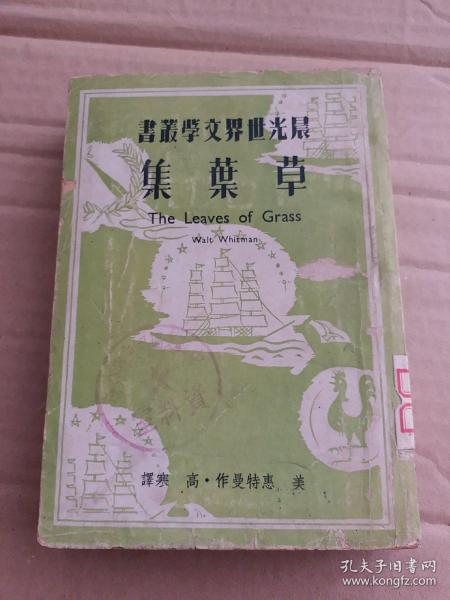 晨光世界文學叢書
草葉集
The Leaves of Grass
Walt Whitman
美 惠特曼作·高 寒譯
孔夫子旧书网
www.kongfz.com